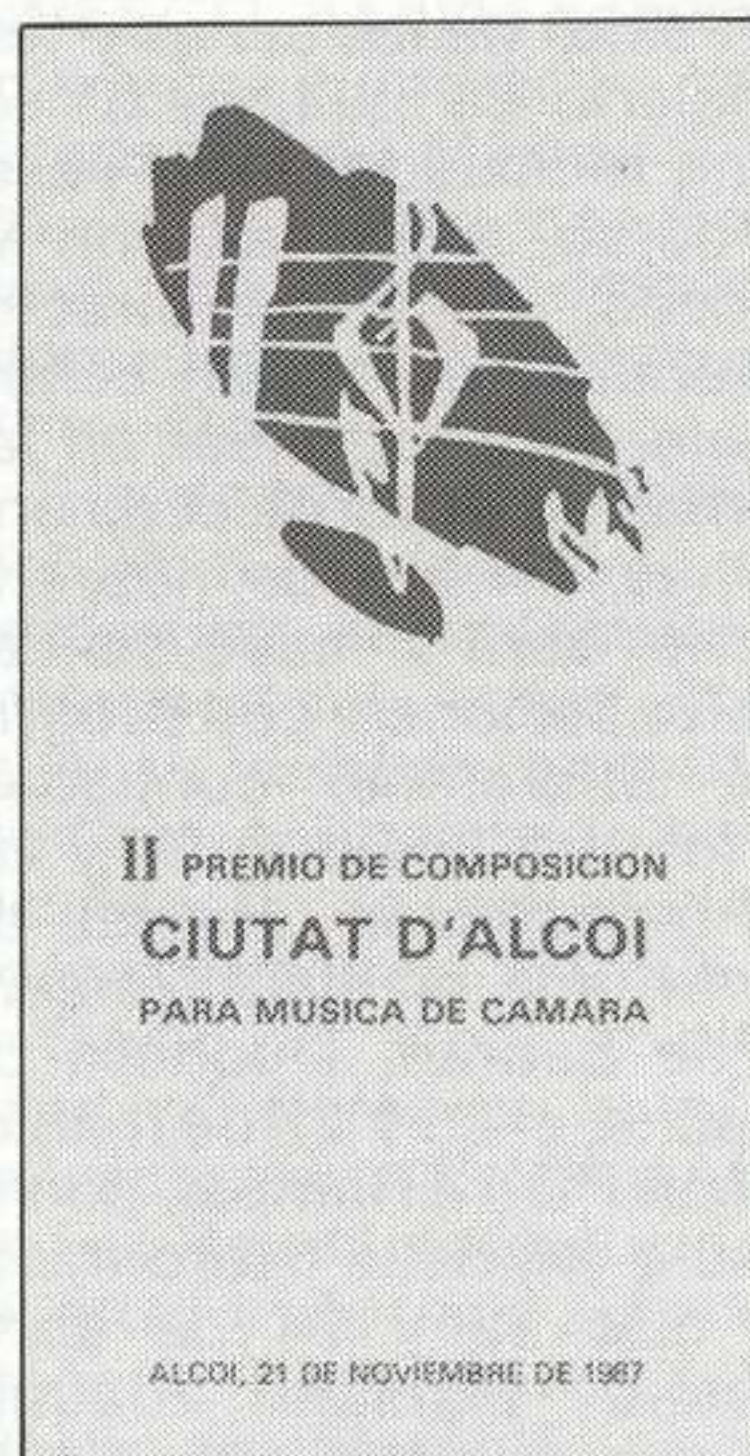 II PREMIO DE COMPOSICION
CIUTAT D'ALCOI
PARA MUSICA DE CAMARA
ALCOI, 21 DE NOVIEMBRE DE 1987